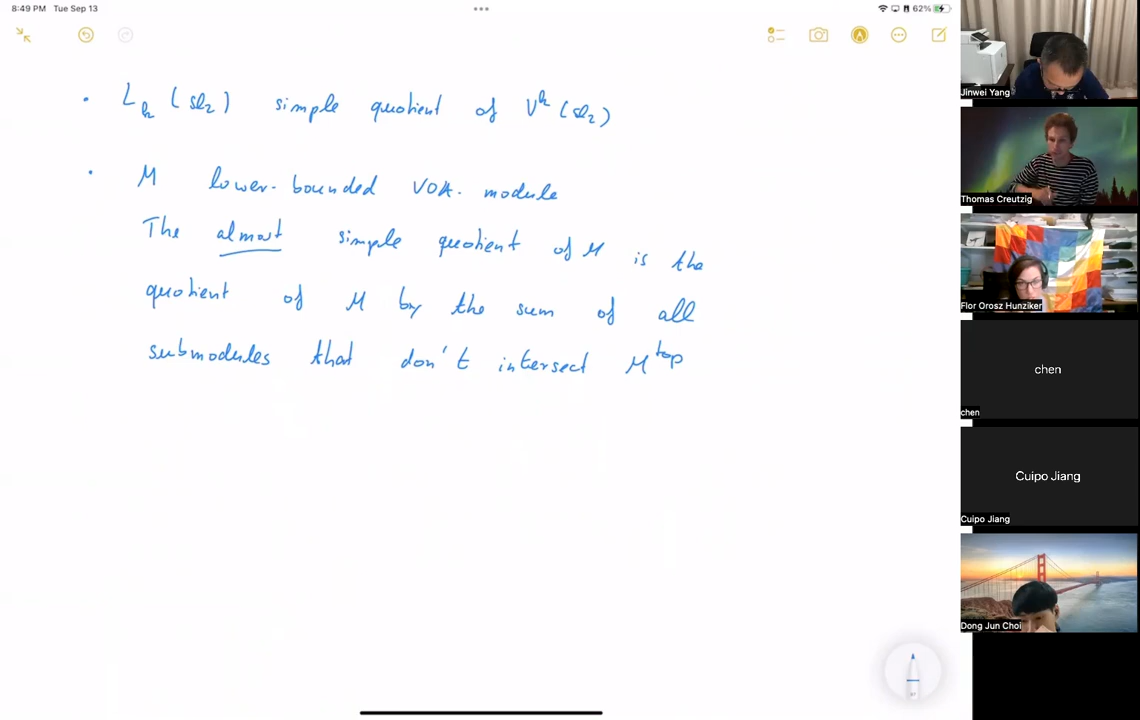 8:49 PM Tue Sep 13
62%
• L_k (sl_2) simple quotient of V^k (sl_2)
• M lower-bounded VOA-module
The almost simple quotient of M is the
quotient of M by the sum of all
submodules that don't intersect M^top
Jinwei Yang
Thomas Creutzig
Flor Orosz Hunziker
chen
chen
Cuipo Jiang
Cuipo Jiang
Dong Jun Choi